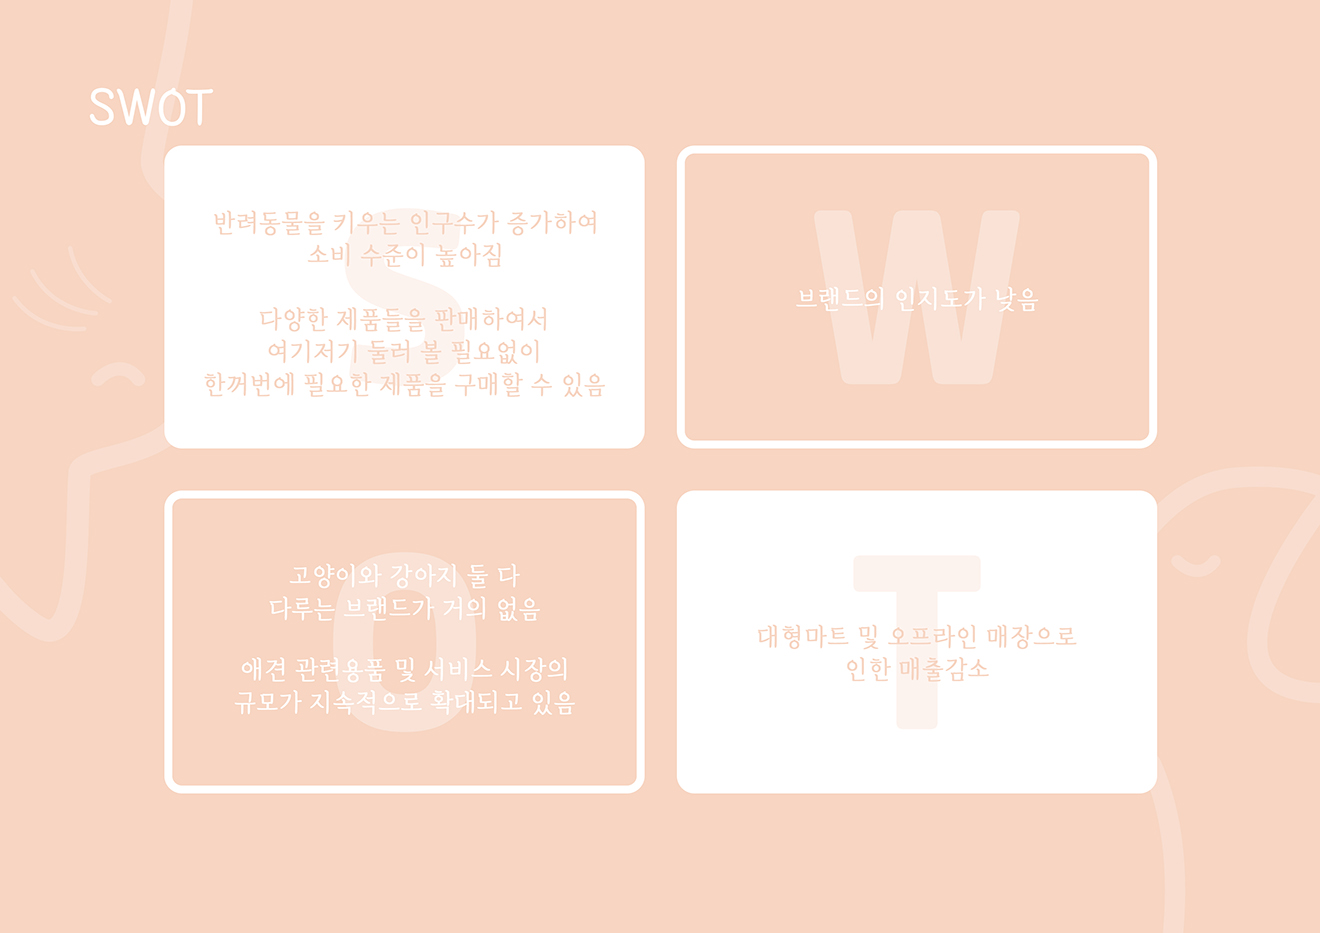 SWOT
S
반려동물을 키우는 인구수가 증가하여
소비 수준이 높아짐
다양한 제품들을 판매하여서
여기저기 둘러 볼 필요없이
한꺼번에 필요한 제품을 구매할 수 있음
W
브랜드의 인지도가 낮음
O
고양이와 강아지 둘 다
다루는 브랜드가 거의 없음
애견 관련용품 및 서비스 시장의
규모가 지속적으로 확대되고 있음
T
대형마트 및 오프라인 매장으로
인한 매출감소